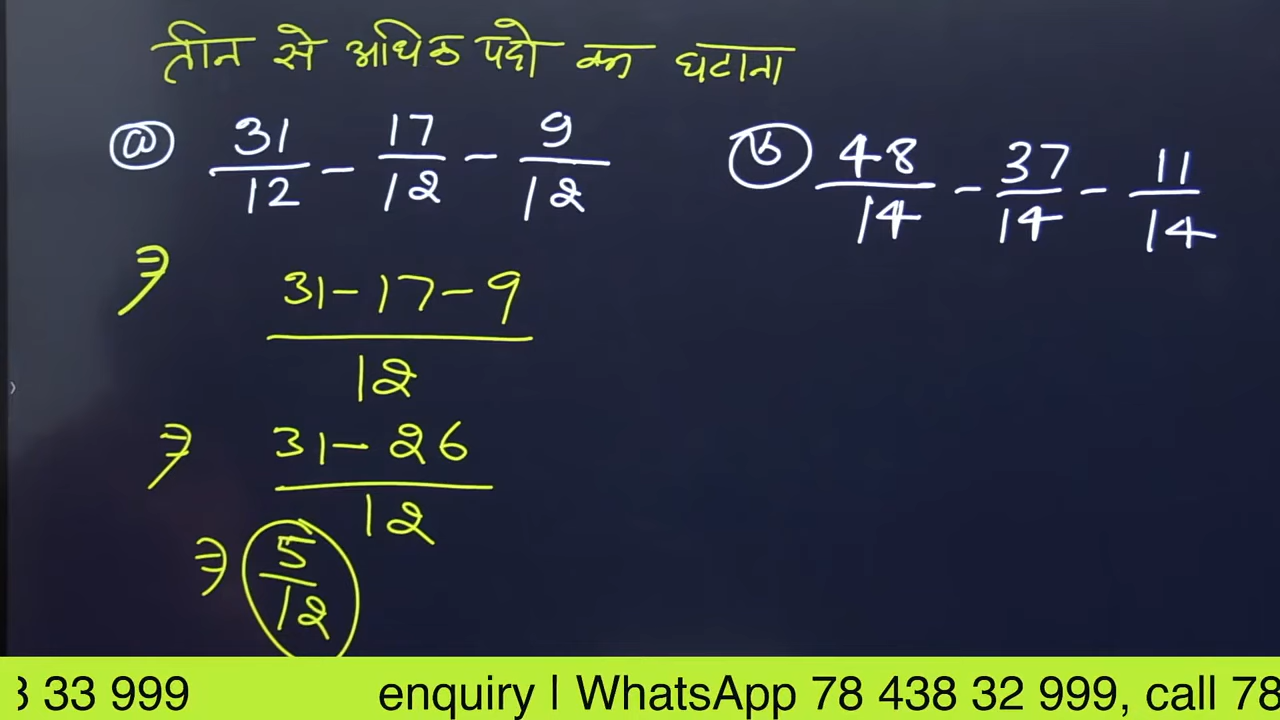 तीन से अधिक पदो का घटाना
ⓐ 31/12 - 17/12 - 9/12
ⓑ 48/14 - 37/14 - 11/14
⇒ 31-17-9/12
⇒ 31-26/12
⇒ 5/12
3 33 999 enquiry | WhatsApp 78 438 32 999, call 78